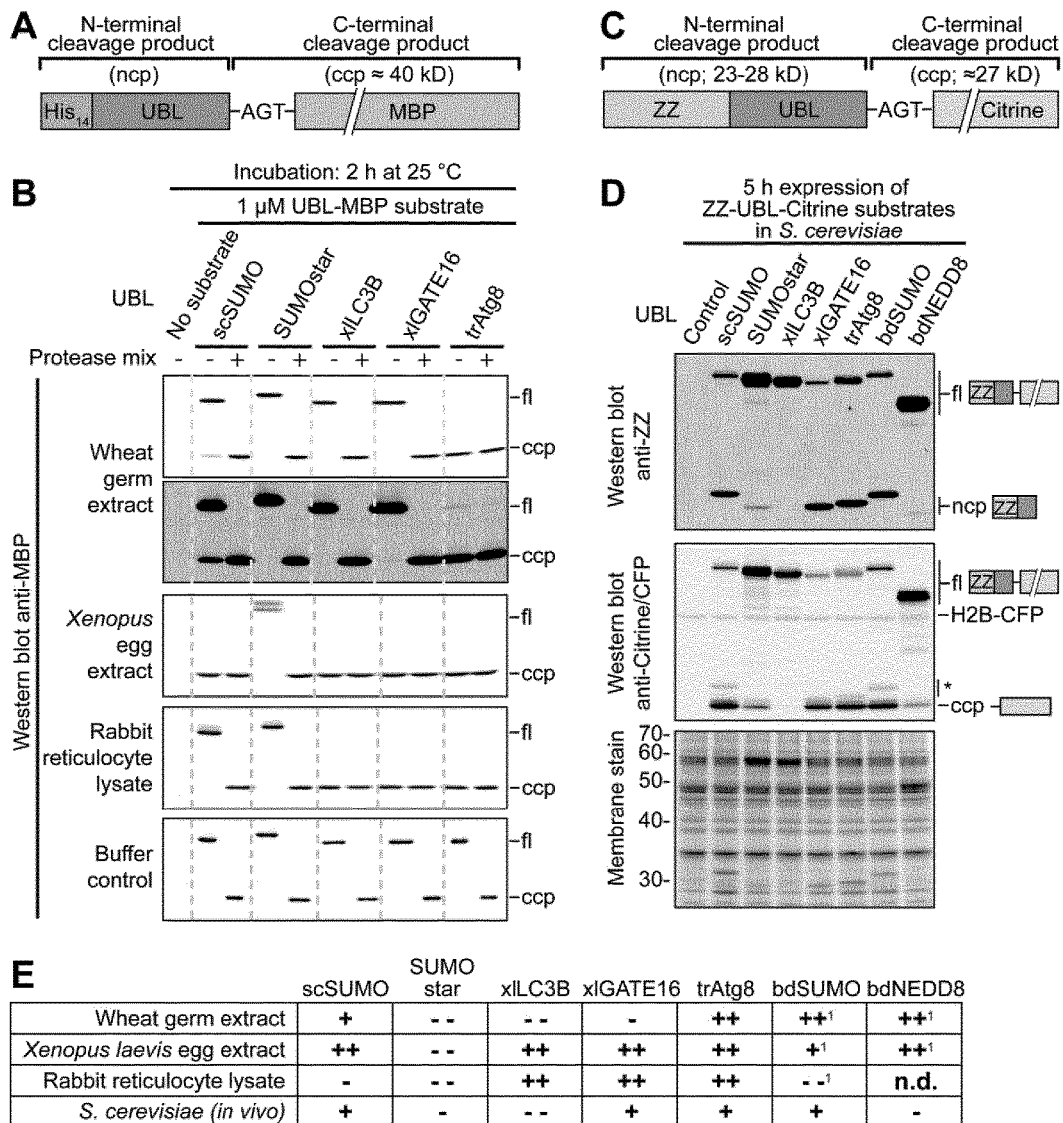 A
N-terminal cleavage product
(ncp)
C-terminal cleavage product
(ccp ≈ 40 kD)
His14 UBL -AGT- MBP
B
Incubation: 2 h at 25 °C
1 µM UBL-MBP substrate
UBL
No substrate scSUMO SUMOstar xlLC3B xlGATE16 trAtg8
Protease mix - - + - + - + - + - +
Western blot anti-MBP
Wheat germ extract
fl
ccp
fl
ccp
Xenopus egg extract
fl
ccp
Rabbit reticulocyte lysate
fl
ccp
Buffer control
fl
ccp
C
N-terminal cleavage product
(ncp; 23-28 kD)
C-terminal cleavage product
(ccp; ≈27 kD)
ZZ UBL -AGT- Citrine
D
5 h expression of
ZZ-UBL-Citrine substrates
in S. cerevisiae
UBL
Control scSUMO SUMOstar xlLC3B xlGATE16 trAtg8 bdSUMO bdNEDD8
Western blot anti-ZZ
fl ZZ
ncp ZZ
Western blot anti-Citrine/CFP
fl ZZ
H2B-CFP
*
ccp
Membrane stain
70-
60-
50-
40-
30-
E
scSUMO SUMO star xlLC3B xlGATE16 trAtg8 bdSUMO bdNEDD8
Wheat germ extract + - - - - - ++ ++¹ ++¹
Xenopus laevis egg extract ++ - - ++ ++ ++ +¹ ++¹
Rabbit reticulocyte lysate - - - ++ ++ ++ - -¹ n.d.
S. cerevisiae (in vivo) + - - - + + + -